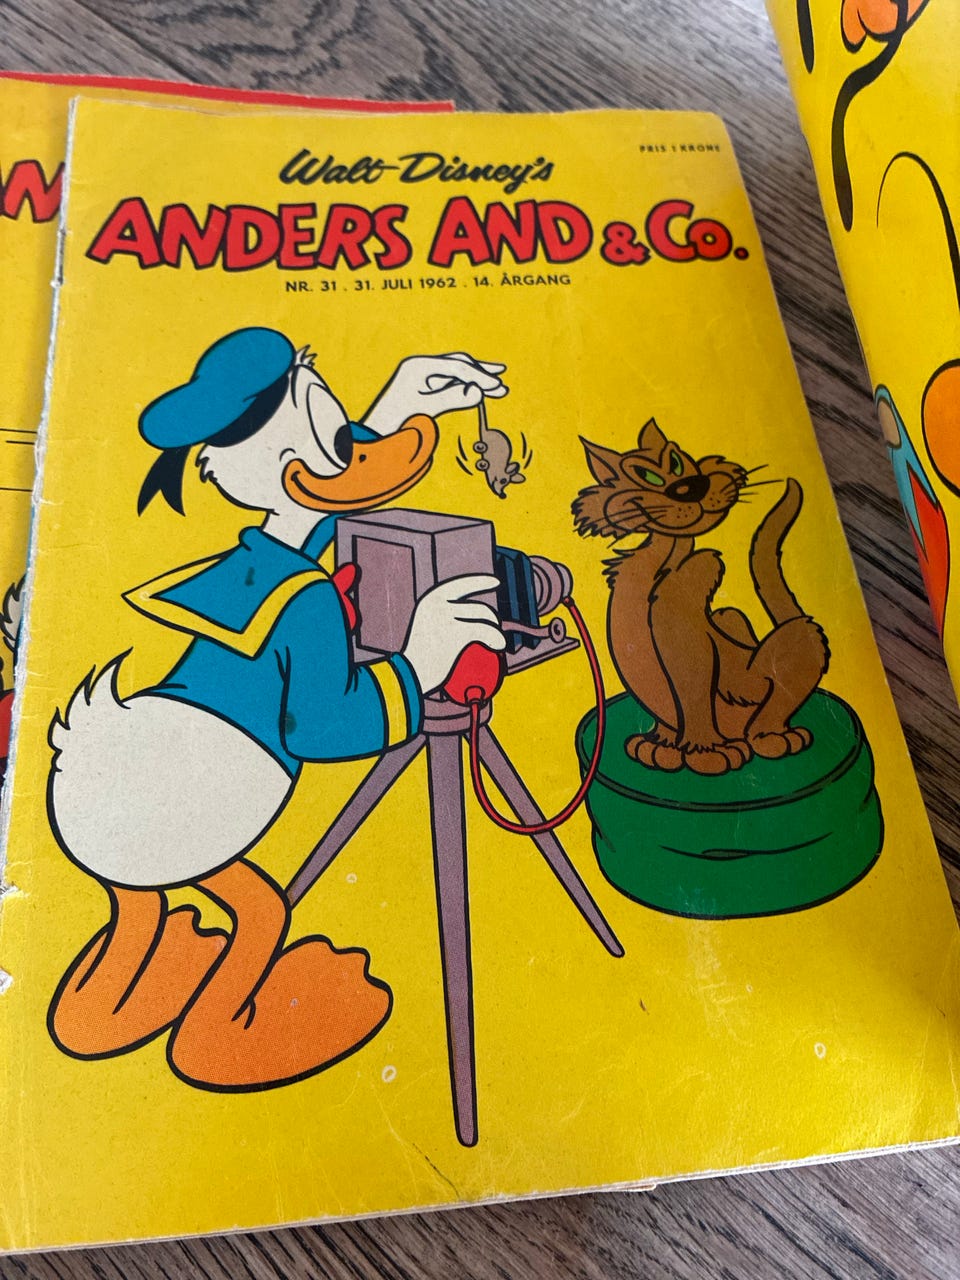 PRIS 1 KRONE
Walt Disney's
ANDERS AND & Co.
NR. 31 . 31. JULI 1962 . 14. ÅRGANG